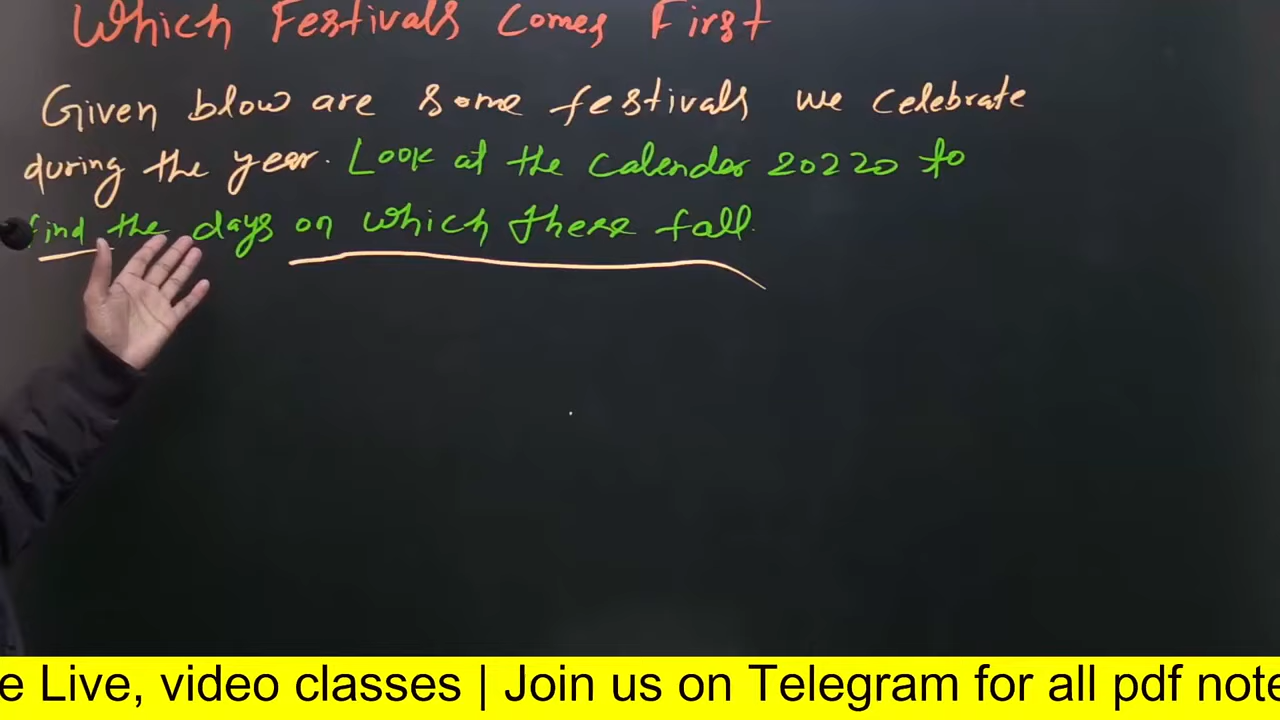 Which Festivals Comes First
Given blow are some festivals we celebrate
during the year. Look at the Calender 20220 to
find the days on which these fall.
e Live, video classes | Join us on Telegram for all pdf note